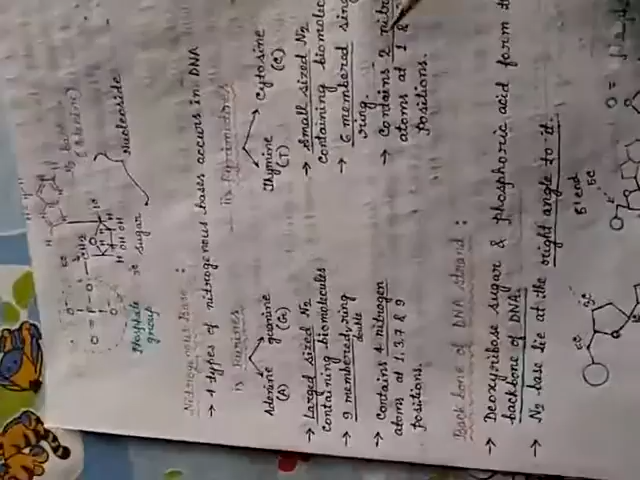 N₂ base
nucleoside
sugar
Phosphate
group
Nitrogenous base :
→ 4 types of nitrogenous bases occurs in DNA
i) Purines
Adenine (A)
guanine (G)
→ Larged sized N₂
containing biomolecules
→ 9 membered, ring
double
→ Contains 4 nitrogen
atoms at 1, 3, 7 & 9
positions.
ii) Pyrimidines
Thymine (T)
Cytosine (C)
→ Small sized N₂
containing biomolec
→ 6 membered sing
ring.
→ Contains 2 nitro
atoms at 1 &
positions.
Back bone of DNA strand :
→ Deoxyribose sugar & phosphoric acid form t
backbone of DNA.
→ N₂ base lie at the right angle to it.
5' end